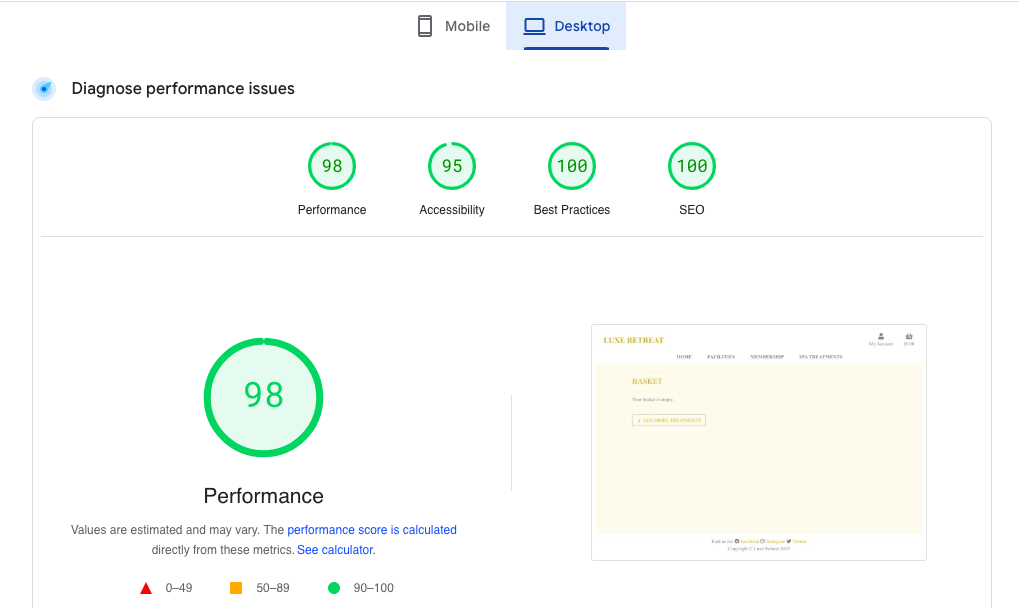 Mobile
Desktop
Diagnose performance issues
98
95
100
100
Performance
Accessibility
Best Practices
SEO
98
Performance
Values are estimated and may vary. The performance score is calculated
directly from these metrics. See calculator.
0–49
50–89
90–100
LUXE RETREAT
My Account
HOME
FACILITIES
MEMBERSHIP
SPA TREATMENTS
BASKET
Your basket is empty.
ADD MORE TREATMENTS
Find us on: Facebook Instagram Twitter
Copyright © Luxe Retreat 2023